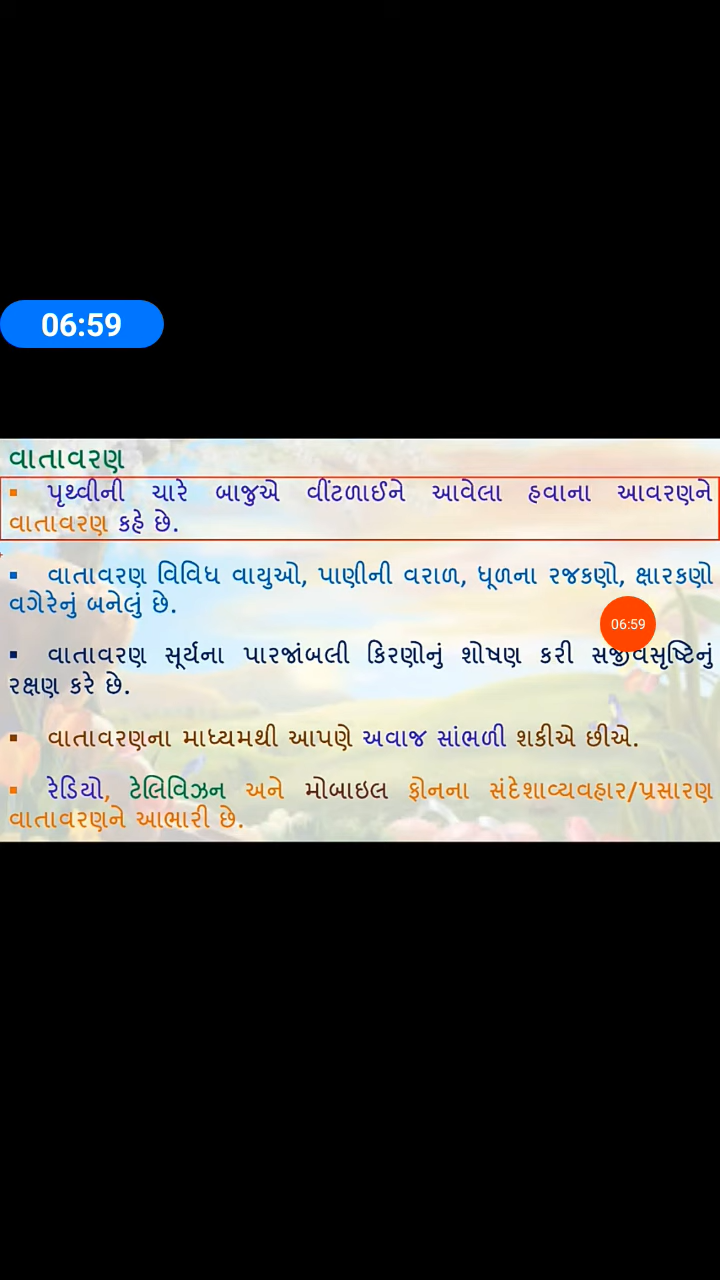 06:59
વાતાવરણ
▪ પૃથ્વીની ચારે બાજુએ વીંટળાઈને આવેલા હવાના આવરણને
વાતાવરણ કહે છે.
▪ વાતાવરણ વિવિધ વાયુઓ, પાણીની વરાળ, ધૂળના રજકણો, ક્ષારકણો
વગેરેનું બનેલું છે.
06:59
▪ વાતાવરણ સૂર્યના પારજાંબલી કિરણોનું શોષણ કરી સજીવસૃષ્ટિનું
રક્ષણ કરે છે.
▪ વાતાવરણના માધ્યમથી આપણે અવાજ સાંભળી શકીએ છીએ.
▪ રેડિયો, ટેલિવિઝન અને મોબાઇલ ફોનના સંદેશાવ્યવહાર/પ્રસારણ
વાતાવરણને આભારી છે.